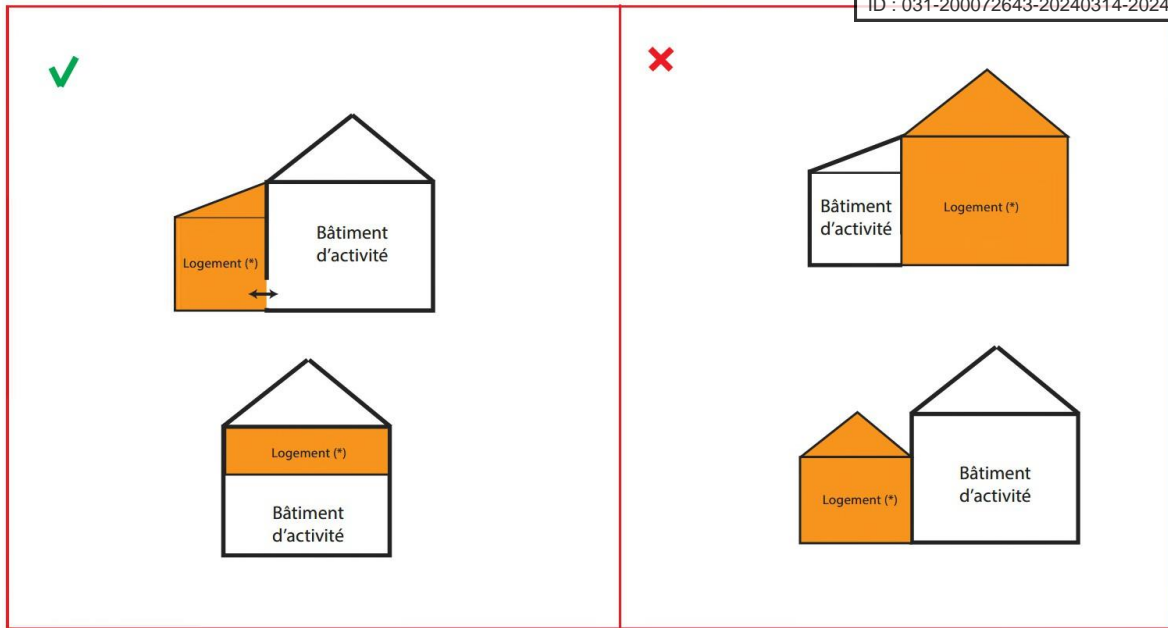 ID : 031-200072643-20240314-2024
Logement (*)
Bâtiment
d'activité
Logement (*)
Bâtiment
d'activité
Bâtiment
d'activité
Logement (*)
Logement (*)
Bâtiment
d'activité